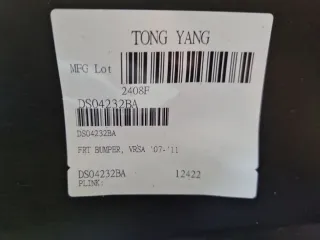 TONG YANG
MFG Lot
2408F
DS04232BA
DS04232BA
FRT BUMPER, VRSA '07-'11
DS04232BA 12422
PLINK: